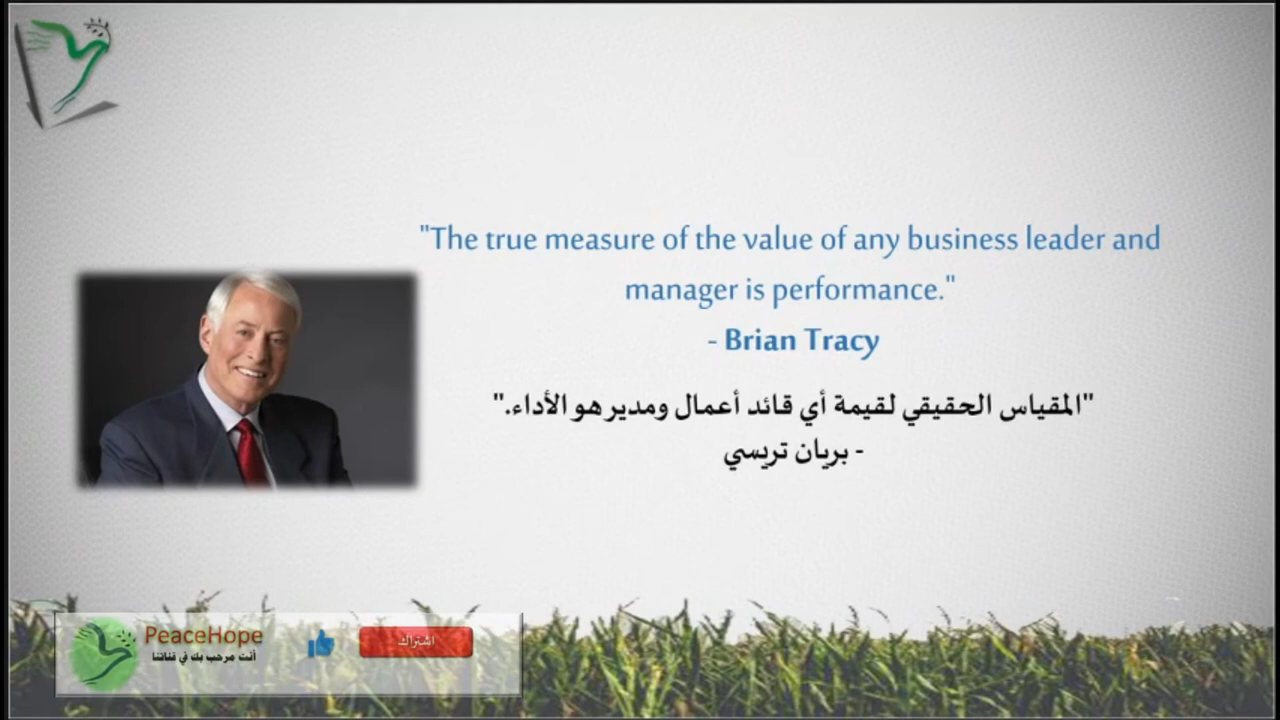 "The true measure of the value of any business leader and
manager is performance."
- Brian Tracy
"المقياس الحقيقي لقيمة أي قائد أعمال ومدير هو الأداء."
- بريان تريسي
PeaceHope
أنت مرحب بك في قناتنا
اشتراك